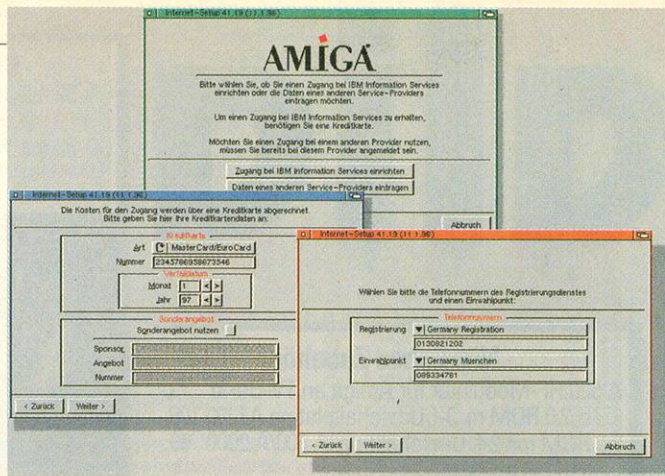 Internet-Setup 41.19 (11.1.96)
AMIGA
Bitte wählen Sie, ob Sie einen Zugang bei IBM Information Services
einrichten oder die Daten eines anderen Service-Providers
eintragen möchten.
Um einen Zugang bei IBM Information Services zu erhalten,
benötigen Sie eine Kreditkarte.
Möchten Sie einen Zugang bei einem anderen Provider nutzen,
müssen Sie bereits bei diesem Provider angemeldet sein.
Zugang bei IBM Information Services einrichten
Daten eines anderen Service-Providers eintragen
Abbruch
Internet-Setup 41.19 (11.1.96)
Die Kosten für den Zugang werden über eine Kreditkarte abgerechnet.
Bitte geben Sie hier Ihre Kreditkartendaten an:
Kreditkarte
Art MasterCard/EuroCard
Nummer 2345786958673546
Verfalldatum
Monat 1 < >
Jahr 97 < >
Sonderangebot
Sonderangebot nutzen
Sponsor
Angebot
Nummer
< Zurück Weiter >
Internet-Setup 41.19 (11.1.96)
Wählen Sie bitte die Telefonnummern des Registrierungsdienstes
und einen Einwahlpunkt:
Telefonnummern
Registrierung Germany Registration
0130821202
Einwahlpunkt Germany Muenchen
089334781
< Zurück Weiter > Abbruch